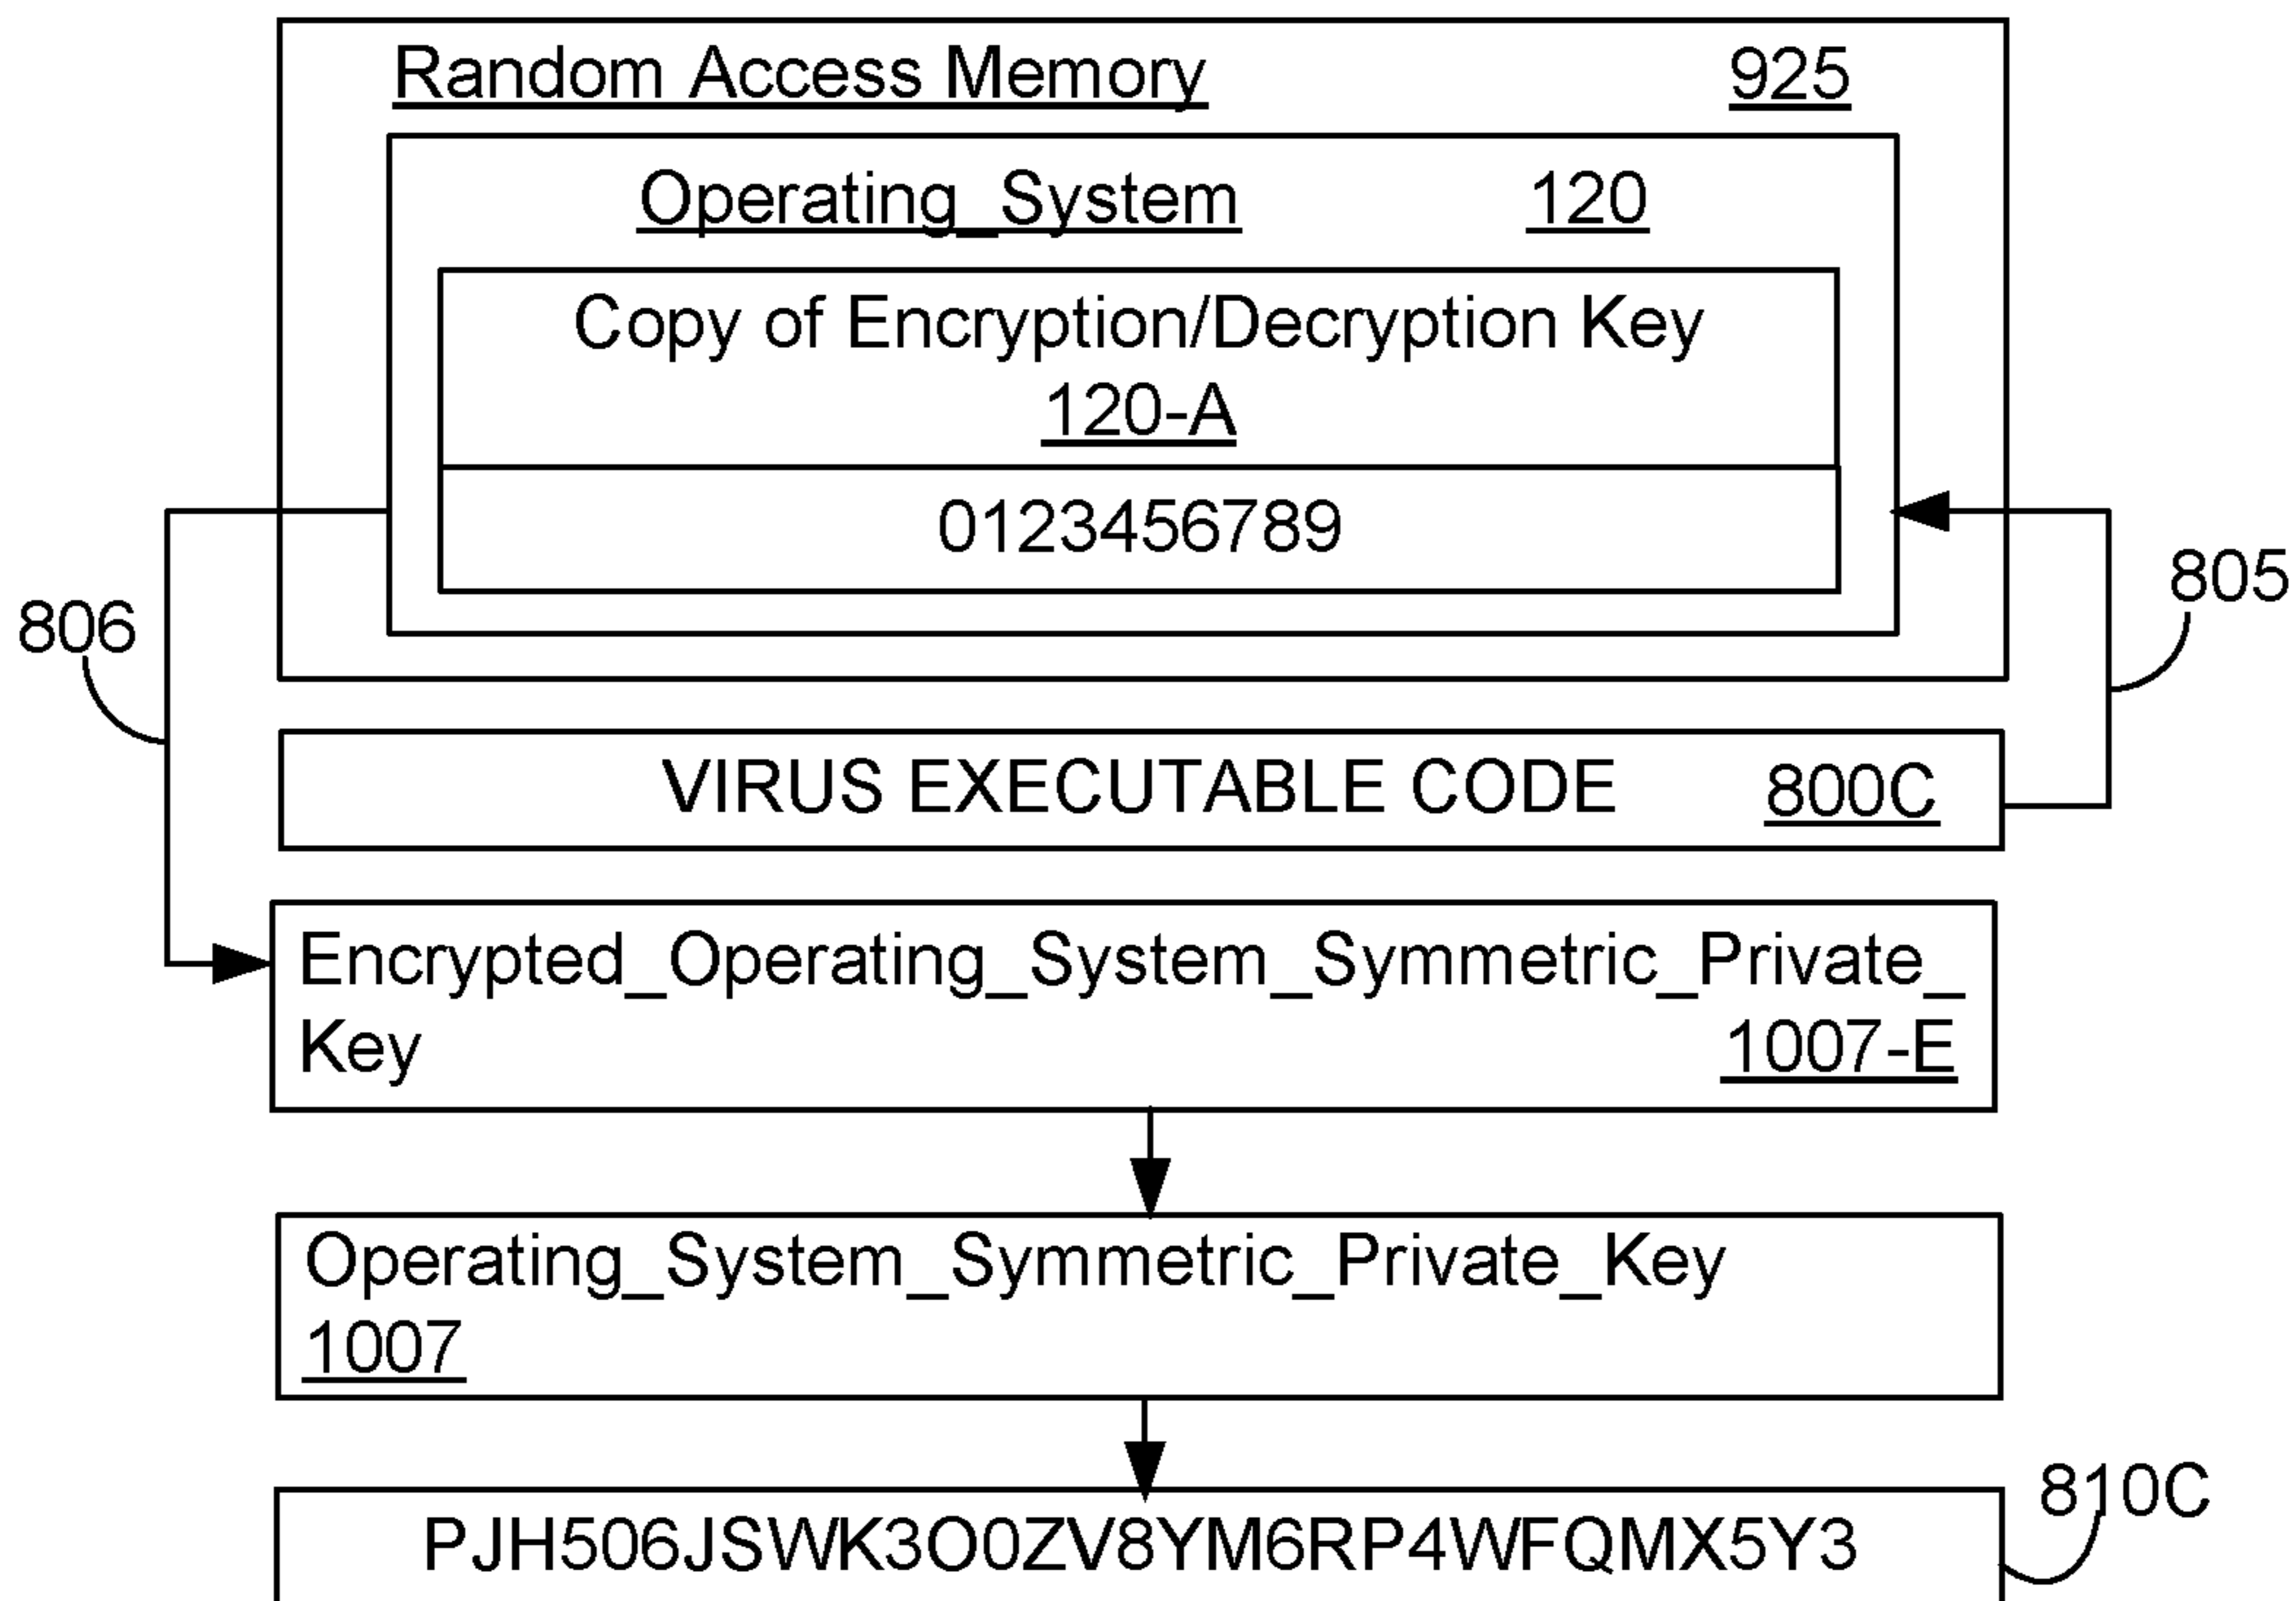 Random Access Memory 925
Operating_System 120
Copy of Encryption/Decryption Key
120-A
0123456789
805
806
VIRUS EXECUTABLE CODE 800C
Encrypted_Operating_System_Symmetric_Private_
Key 1007-E
Operating_System_Symmetric_Private_Key
1007
810C
PJH506JSWK3O0ZV8YM6RP4WFQMX5Y3